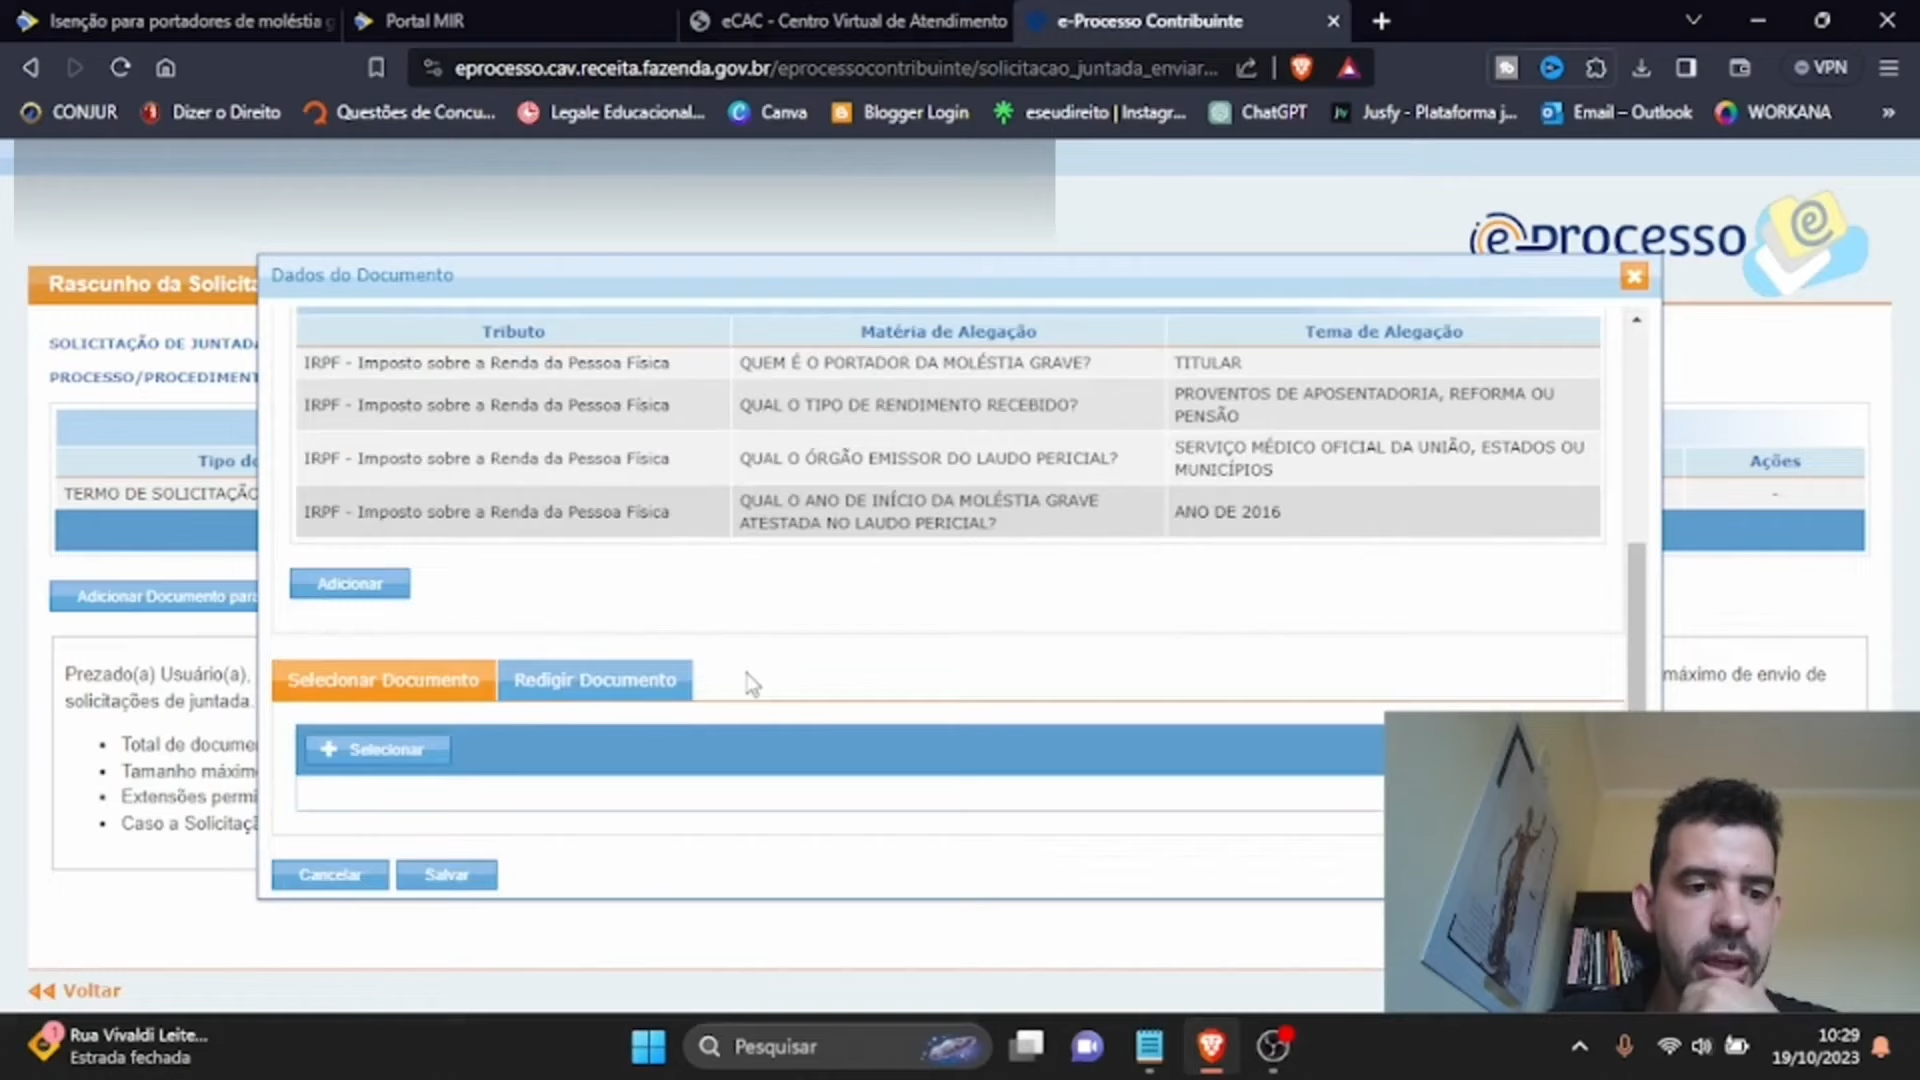 Isenção para portadores de moléstia g
Portal MIR
eCAC - Centro Virtual de Atendimento
e-Processo Contribuinte
eprocesso.cav.receita.fazenda.gov.br/eprocessocontribuinte/solicitacao_juntada_enviar...
VPN
CONJUR
Dizer o Direito
Questões de Concu...
Legale Educacional...
Canva
Blogger Login
eseudireito | Instagr...
ChatGPT
Jusfy - Plataforma j...
Email – Outlook
WORKANA
e-processo
Rascunho da Solicita
Dados do Documento
SOLICITAÇÃO DE JUNTADA
PROCESSO/PROCEDIMENT
Tributo Matéria de Alegação Tema de Alegação
IRPF - Imposto sobre a Renda da Pessoa Física QUEM É O PORTADOR DA MOLÉSTIA GRAVE? TITULAR
IRPF - Imposto sobre a Renda da Pessoa Física QUAL O TIPO DE RENDIMENTO RECEBIDO? PROVENTOS DE APOSENTADORIA, REFORMA OU
PENSÃO
IRPF - Imposto sobre a Renda da Pessoa Física QUAL O ÓRGÃO EMISSOR DO LAUDO PERICIAL? SERVIÇO MÉDICO OFICIAL DA UNIÃO, ESTADOS OU
MUNICÍPIOS
IRPF - Imposto sobre a Renda da Pessoa Física QUAL O ANO DE INÍCIO DA MOLÉSTIA GRAVE
ATESTADA NO LAUDO PERICIAL? ANO DE 2016
Tipo de
Ações
TERMO DE SOLICITAÇÃO
-
Adicionar
Adicionar Documento para
Selecionar Documento
Redigir Documento
Prezado(a) Usuário(a),
máximo de envio de
solicitações de juntada.
Total de docume
Tamanho máxim
Extensões permi
Caso a Solicitaçã
Selecionar
Cancelar
Salvar
Voltar
Rua Vivaldi Leite...
Estrada fechada
Pesquisar
10:29
19/10/2023